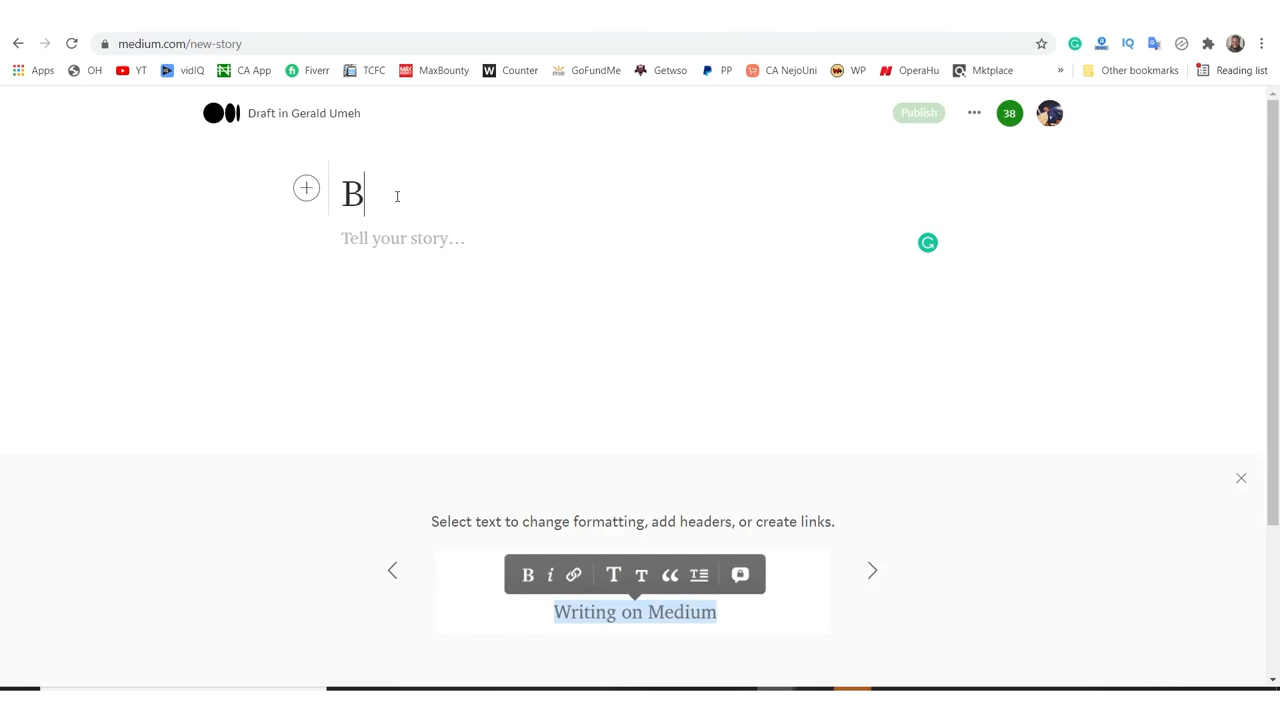 medium.com/new-story
Apps OH YT vidIQ CA App Fiverr TCFC MaxBounty Counter GoFundMe Getwso PP CA NejoUni WP OperaHu Mktplace » Other bookmarks Reading list
Draft in Gerald Umeh Publish ... 38
B
Tell your story...
Select text to change formatting, add headers, or create links.
B i T T
Writing on Medium